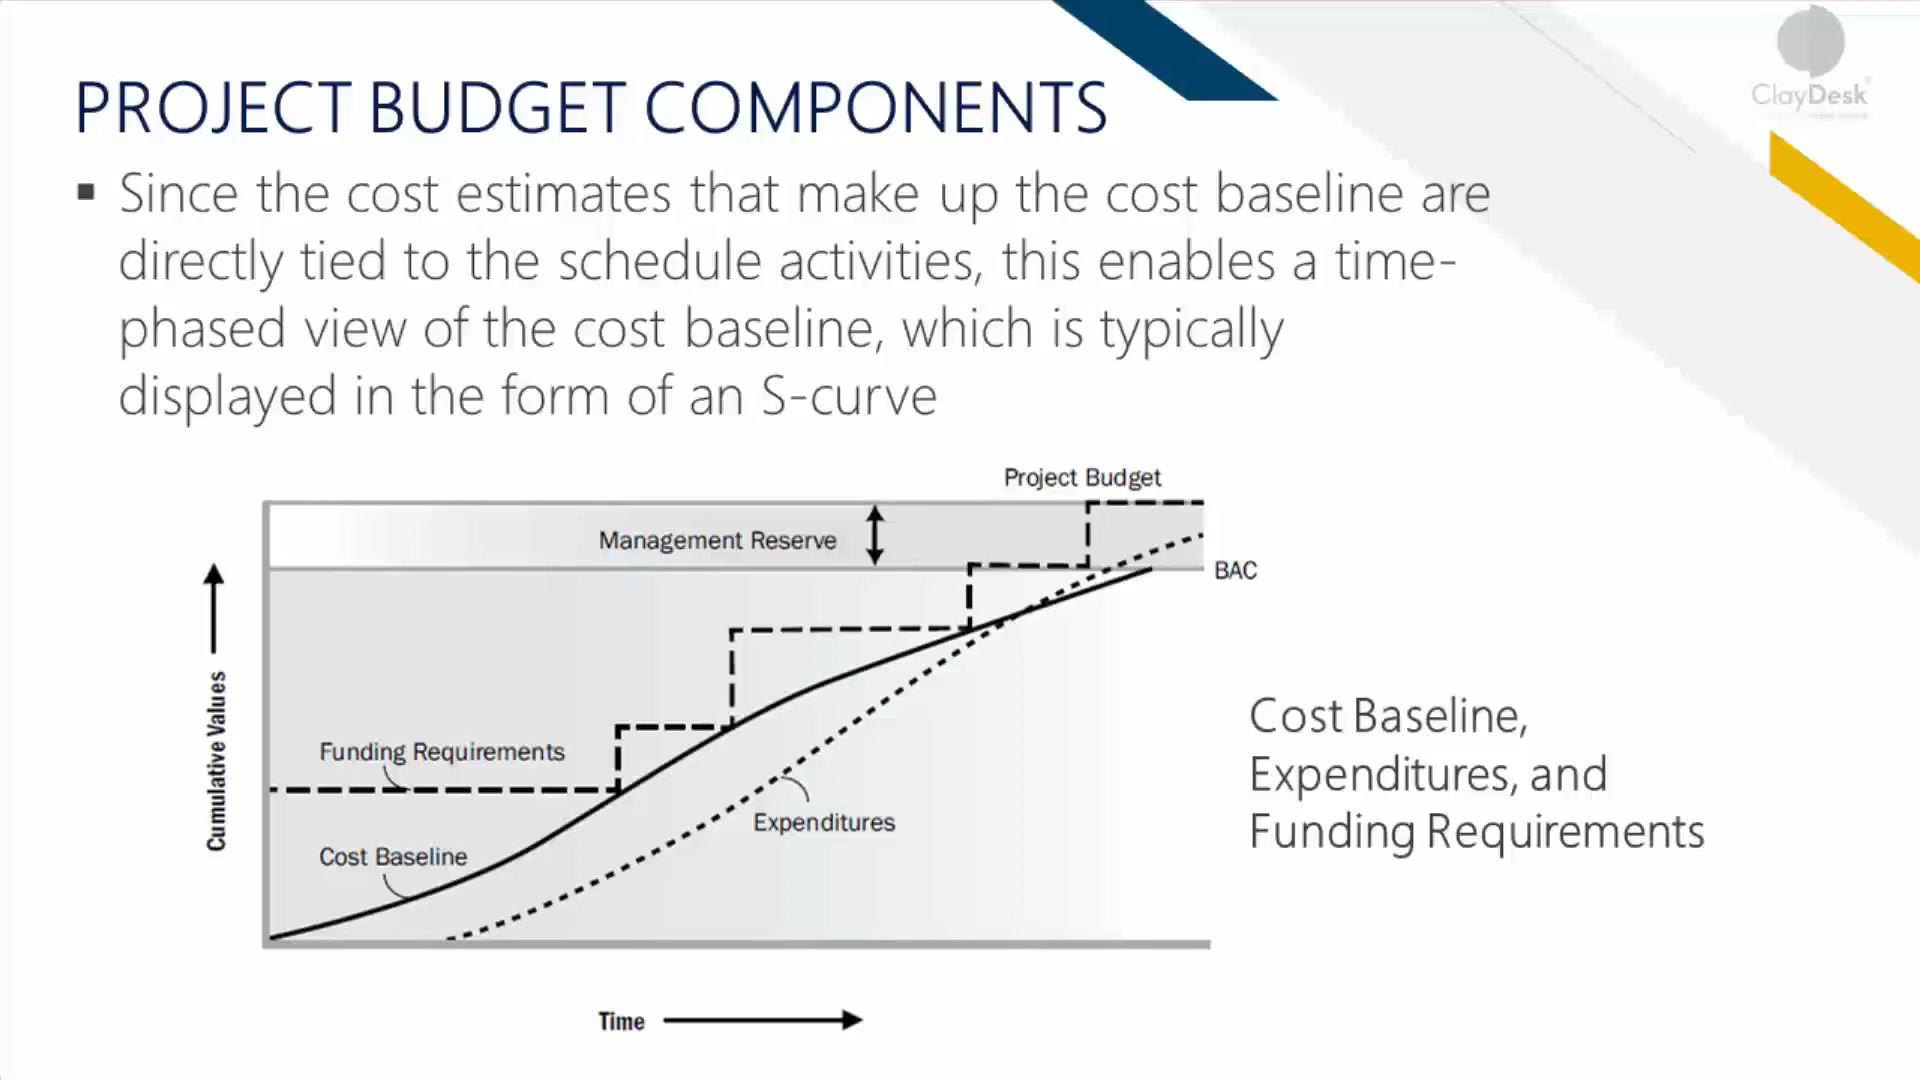 ClayDesk
PROJECT BUDGET COMPONENTS
▪ Since the cost estimates that make up the cost baseline are
directly tied to the schedule activities, this enables a time-
phased view of the cost baseline, which is typically
displayed in the form of an S-curve
Project Budget
Management Reserve
BAC
Cumulative Values
Funding Requirements
Expenditures
Cost Baseline
Time
Cost Baseline,
Expenditures, and
Funding Requirements